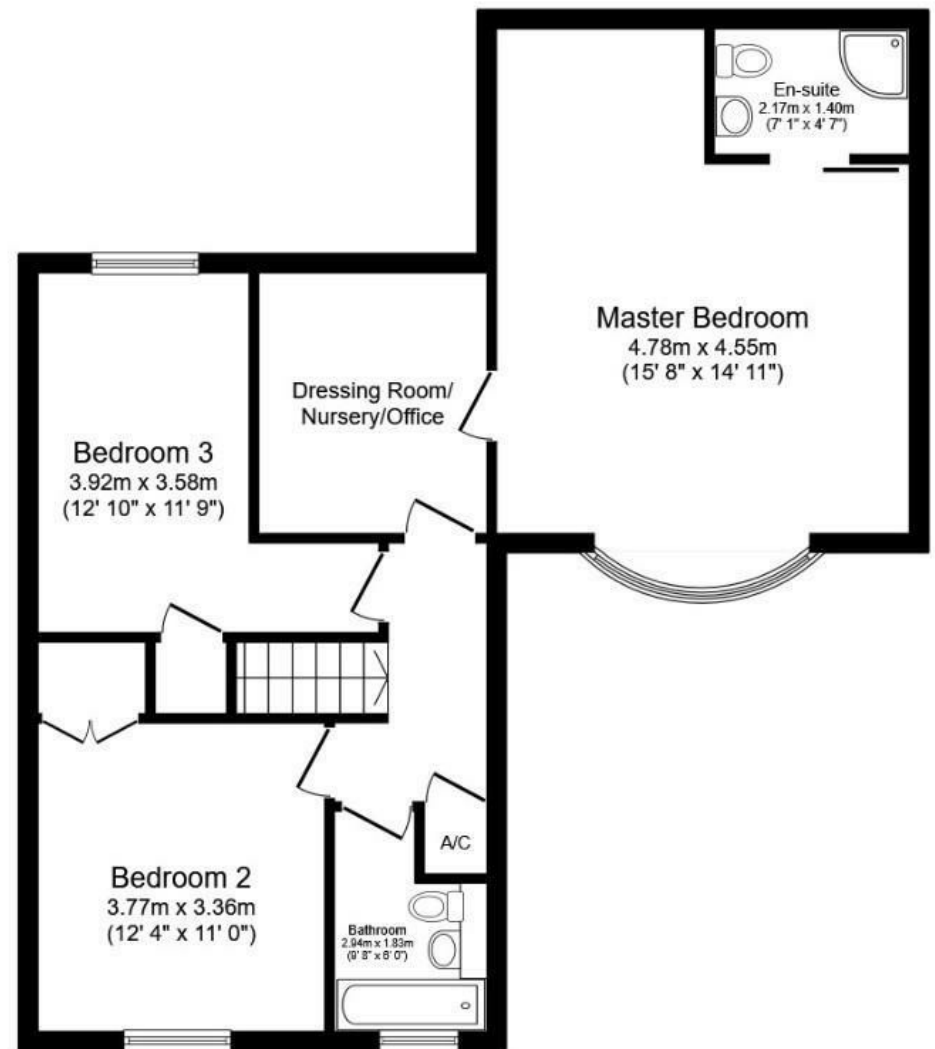 En-suite
2.17m x 1.40m
(7' 1" x 4' 7")
Master Bedroom
4.78m x 4.55m
(15' 8" x 14' 11")
Dressing Room/
Nursery/Office
Bedroom 3
3.92m x 3.58m
(12' 10" x 11' 9")
A/C
Bedroom 2
3.77m x 3.36m
(12' 4" x 11' 0")
Bathroom
2.94m x 1.83m
(9' 8" x 6' 0")